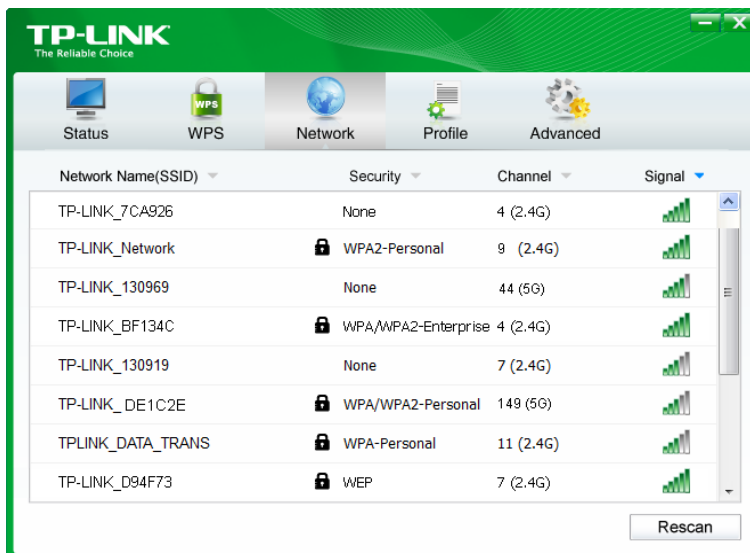 TP-LINK
The Reliable Choice
WPS
Status WPS Network Profile Advanced
Network Name(SSID) Security Channel Signal
TP-LINK_7CA926 None 4 (2.4G)
TP-LINK_Network WPA2-Personal 9 (2.4G)
TP-LINK_130969 None 44 (5G)
TP-LINK_BF134C WPA/WPA2-Enterprise 4 (2.4G)
TP-LINK_130919 None 7 (2.4G)
TP-LINK_ DE1C2E WPA/WPA2-Personal 149 (5G)
TPLINK_DATA_TRANS WPA-Personal 11 (2.4G)
TP-LINK_D94F73 WEP 7 (2.4G)
Rescan